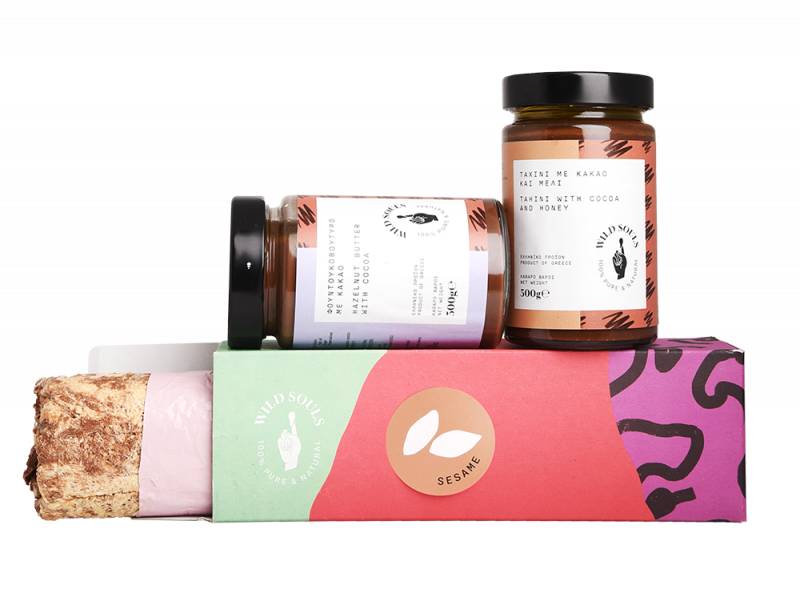 ΤΑΧΙΝΙ ΜΕ ΚΑΚΑΟ
ΚΑΙ ΜΕΛΙ
TAHINI WITH COCOA
AND HONEY
WILD SOULS
100% PURE & NATURAL
ΕΛΛΗΝΙΚΟ ΠΡΟΪΟΝ
PRODUCT OF GREECE
ΚΑΘΑΡΟ ΒΑΡΟΣ
NET WEIGHT
500g℮
ΦΟΥΝΤΟΥΚΟΒΟΥΤΥΡΟ
ΜΕ ΚΑΚΑΟ
HAZELNUT BUTTER
WITH COCOA
WILD SOULS
100% PURE & NATURAL
ΕΛΛΗΝΙΚΟ ΠΡΟΪΟΝ
PRODUCT OF GREECE
ΚΑΘΑΡΟ ΒΑΡΟΣ
NET WEIGHT
500g℮
WILD SOULS
100% PURE & NATURAL
SESAME